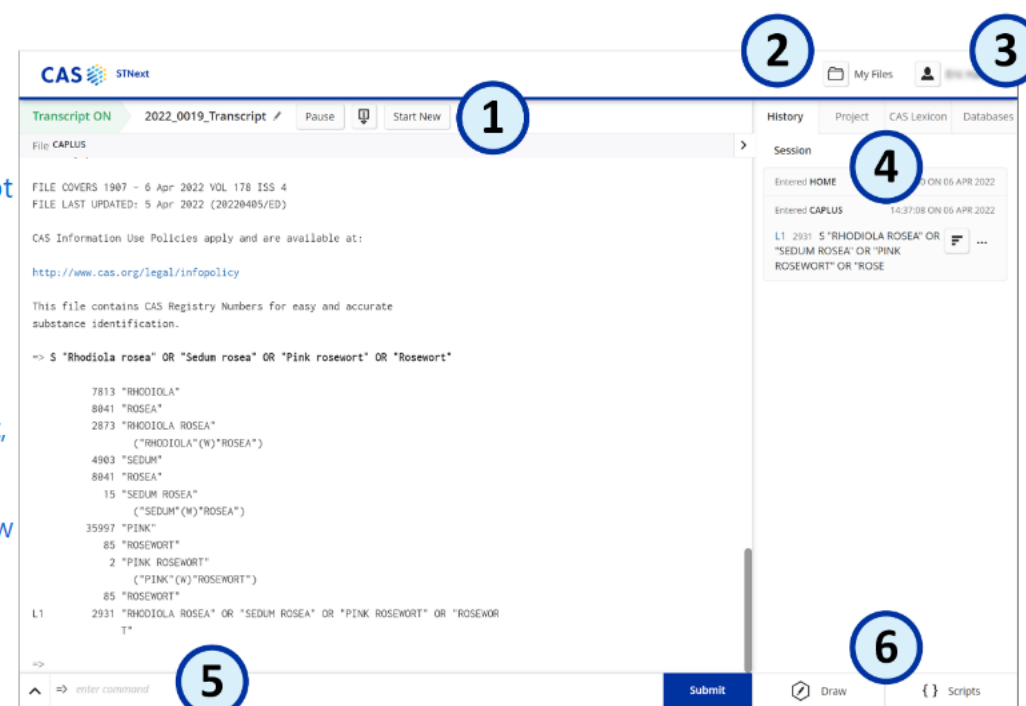 2
3
CAS STNext
My Files
Transcript ON
2022_0019_Transcript
Pause
Start New
1
History
Project
CAS Lexicon
Databases
File CAPLUS
Session
4
Entered HOME
ON 06 APR 2022
Entered CAPLUS
14:37:08 ON 06 APR 2022
L1 2931 S "RHODIOLA ROSEA" OR
"SEDUM ROSEA" OR "PINK
ROSEWORT" OR "ROSE
...
FILE COVERS 1907 - 6 Apr 2022 VOL 178 ISS 4
FILE LAST UPDATED: 5 Apr 2022 (20220405/ED)
CAS Information Use Policies apply and are available at:
http://www.cas.org/legal/infopolicy
This file contains CAS Registry Numbers for easy and accurate
substance identification.
=> S "Rhodiola rosea" OR "Sedum rosea" OR "Pink rosewort" OR "Rosewort"
7813 "RHODIOLA"
8041 "ROSEA"
2873 "RHODIOLA ROSEA"
("RHODIOLA"(W)"ROSEA")
4903 "SEDUM"
8041 "ROSEA"
15 "SEDUM ROSEA"
("SEDUM"(W)"ROSEA")
35997 "PINK"
85 "ROSEWORT"
2 "PINK ROSEWORT"
("PINK"(W)"ROSEWORT")
85 "ROSEWORT"
L1 2931 "RHODIOLA ROSEA" OR "SEDUM ROSEA" OR "PINK ROSEWORT" OR "ROSEWOR
T"
=>
=> enter command
5
Submit
6
Draw
{ } Scripts